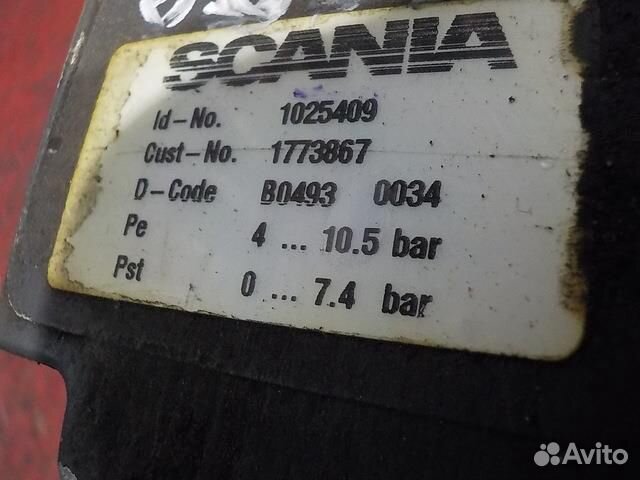 SCANIA
Id-No. 1025409
Cust-No. 1773867
D-Code B0493 0034
Pe 4 ... 10.5 bar
Pst 0 ... 7.4 bar
Avito